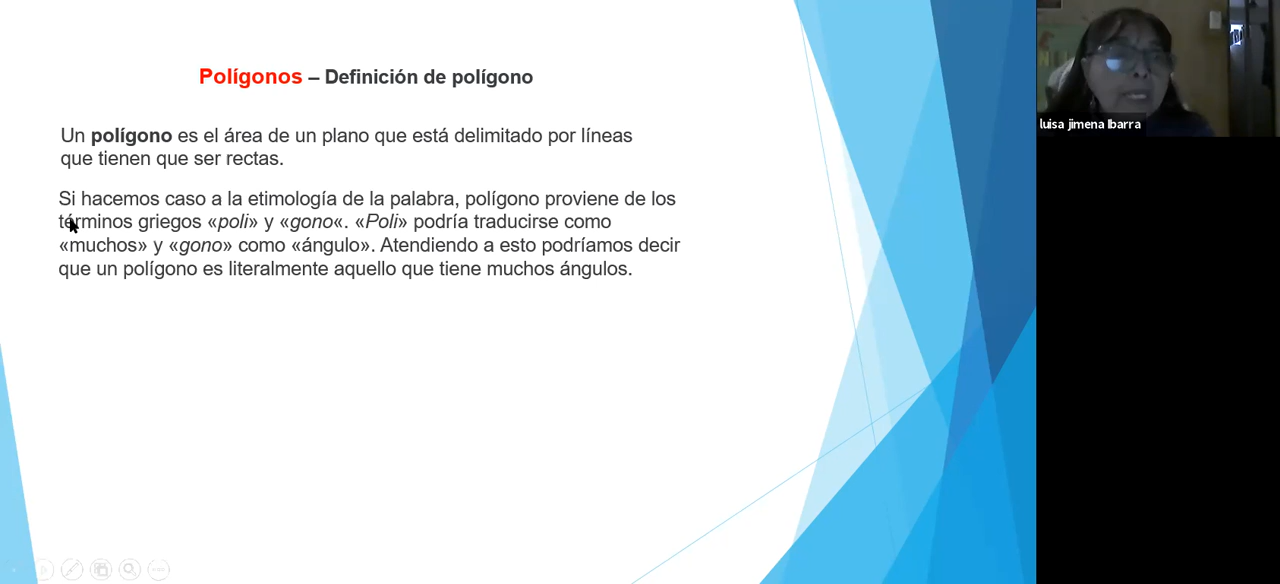 Polígonos – Definición de polígono
Un polígono es el área de un plano que está delimitado por líneas
que tienen que ser rectas.
Si hacemos caso a la etimología de la palabra, polígono proviene de los
términos griegos «poli» y «gono«. «Poli» podría traducirse como
«muchos» y «gono» como «ángulo». Atendiendo a esto podríamos decir
que un polígono es literalmente aquello que tiene muchos ángulos.
luisa jimena Ibarra